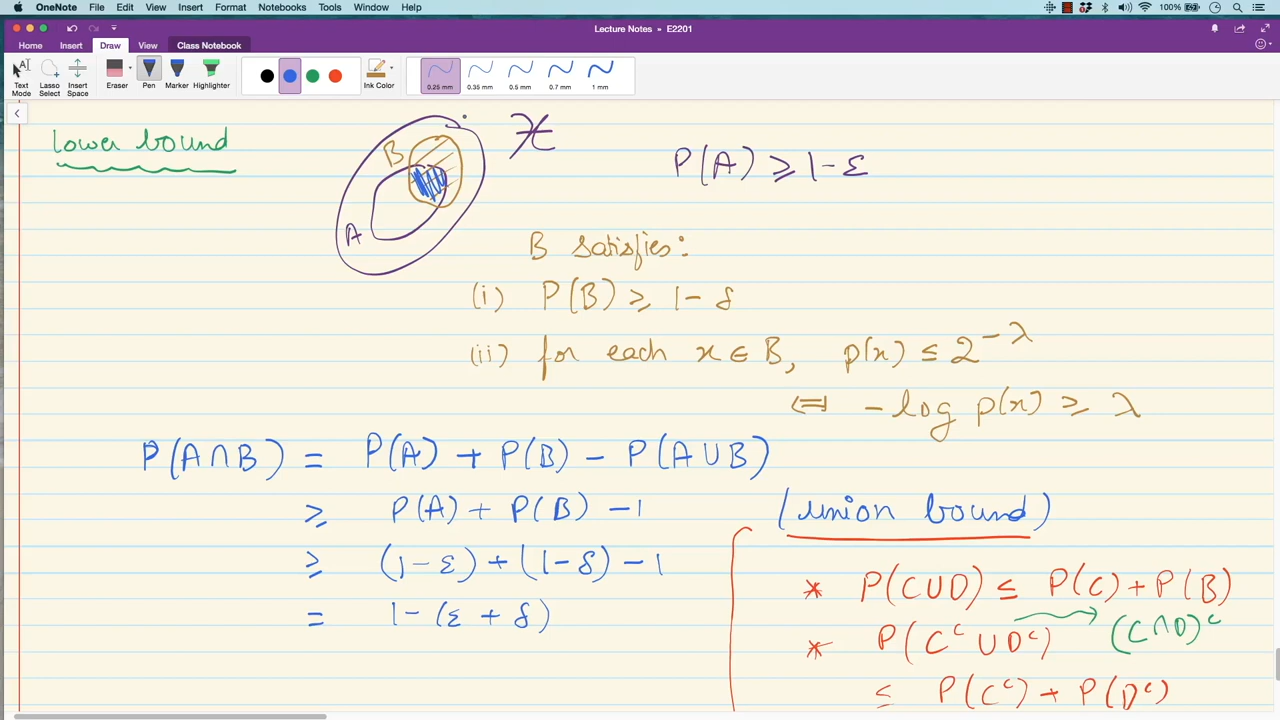 OneNote File Edit View Insert Format Notebooks Tools Window Help 100%
Lecture Notes » E2201
Home Insert Draw View Class Notebook
Text Mode Lasso Select Insert Space Eraser Pen Marker Highlighter Ink Color 0.25 mm 0.35 mm 0.5 mm 0.7 mm 1 mm
Lower bound
B
A
𝒳
P(A) ≥ 1-ε
B satisfies:
(i) P(B) ≥ 1-δ
(ii) for each x ∈ B, p(x) ≤ 2^{-λ}
⇔ -log p(x) ≥ λ
P(A∩B) = P(A) + P(B) - P(A∪B)
≥ P(A) + P(B) -1 (union bound)
≥ (1-ε) + (1-δ) -1
= 1-(ε + δ)
* P(C∪D) ≤ P(C)+P(B)
* P(C^c ∪ D^c) (C∩D)^c
≤ P(C^c) + P(D^c)